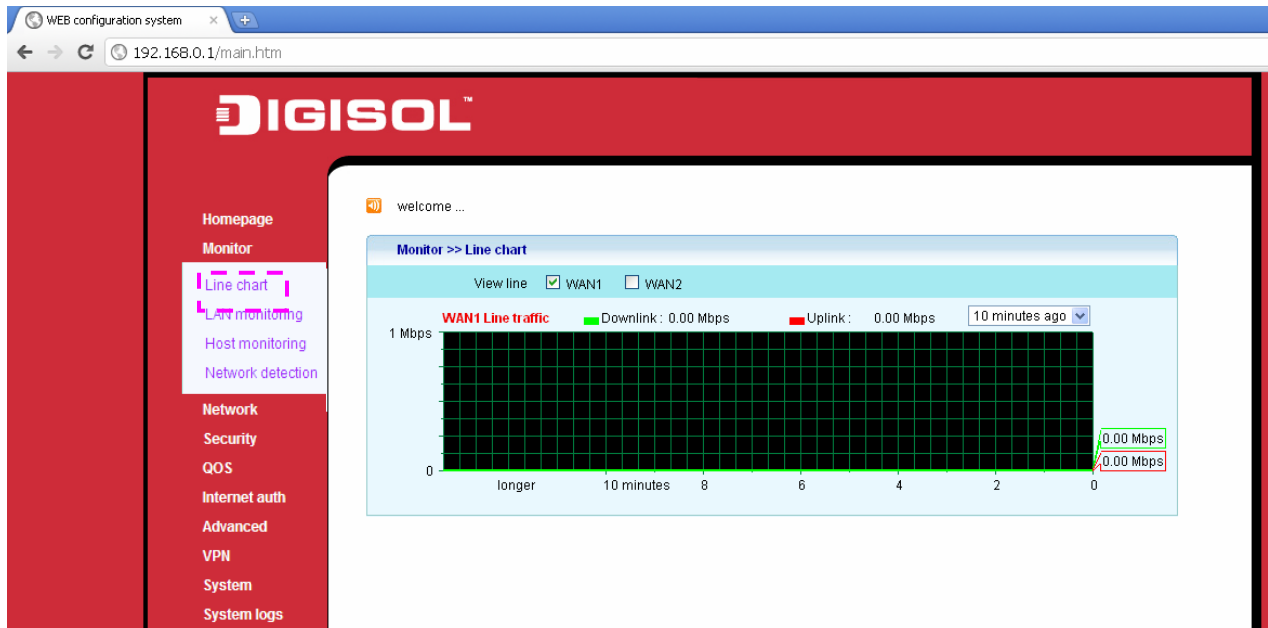 WEB configuration system
192.168.0.1/main.htm
DIGISOL™
welcome ...
Homepage
Monitor
Line chart
LAN monitoring
Host monitoring
Network detection
Network
Security
QOS
Internet auth
Advanced
VPN
System
System logs
Monitor >> Line chart
View line WAN1 WAN2
WAN1 Line traffic Downlink : 0.00 Mbps Uplink : 0.00 Mbps 10 minutes ago
1 Mbps
0.00 Mbps
0.00 Mbps
0
longer 10 minutes 8 6 4 2 0